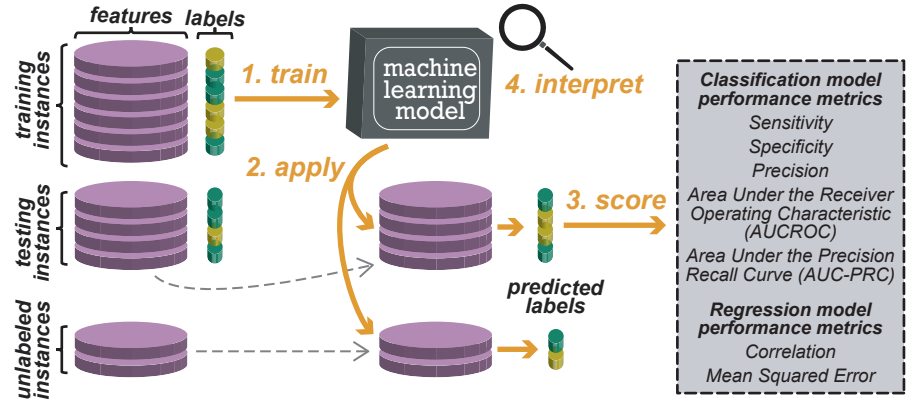 features
labels
training
instances
1. train
machine
learning
model
4. interpret
2. apply
testing
instances
3. score
unlabeled
instances
predicted
labels
Classification model
performance metrics
Sensitivity
Specificity
Precision
Area Under the Receiver
Operating Characteristic
(AUCROC)
Area Under the Precision
Recall Curve (AUC-PRC)
Regression model
performance metrics
Correlation
Mean Squared Error